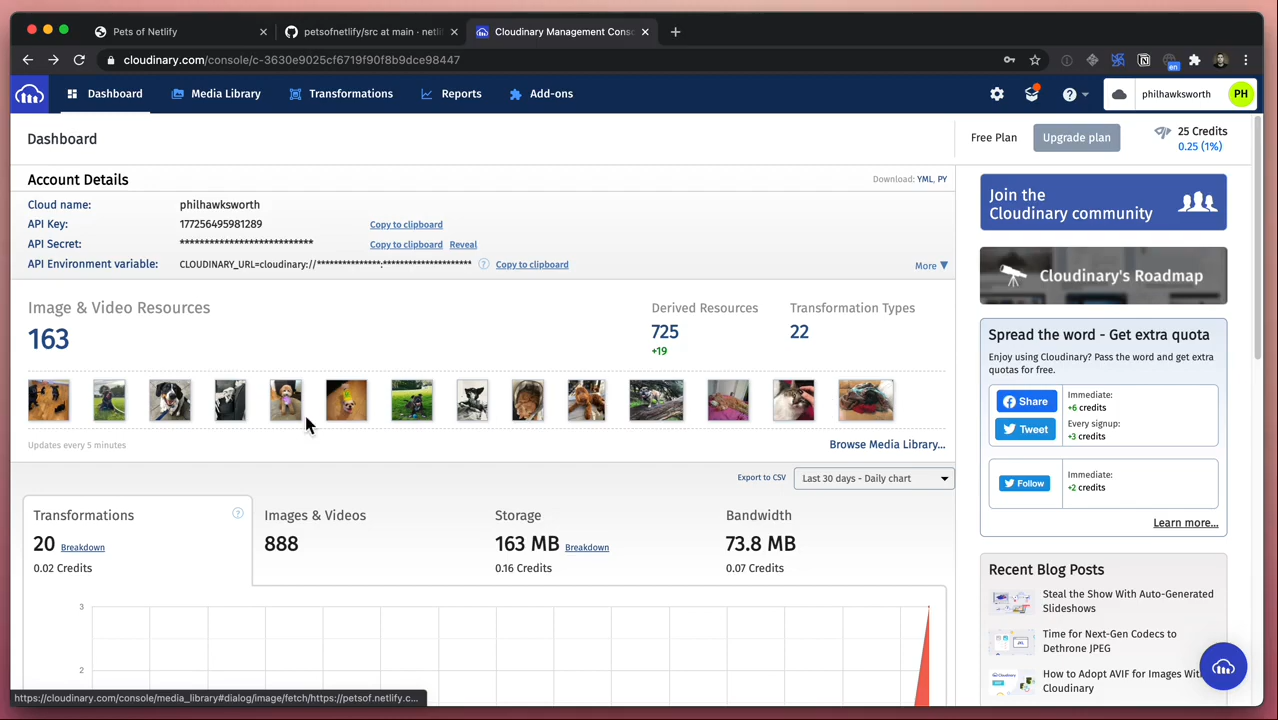 Pets of Netlify
petsofnetlify/src at main · netli
Cloudinary Management Conso
cloudinary.com/console/c-3630e9025cf6719f90f8b9dce98447
en
Dashboard
Media Library
Transformations
Reports
Add-ons
philhawksworth
PH
Dashboard
Free Plan
Upgrade plan
25 Credits
0.25 (1%)
Account Details
Download: YML, PY
Cloud name:
philhawksworth
API Key:
177256495981289
Copy to clipboard
API Secret:
***************************
Copy to clipboard
Reveal
API Environment variable:
CLOUDINARY_URL=cloudinary://***************:*********************
Copy to clipboard
More
Image & Video Resources
163
Derived Resources
725
+19
Transformation Types
22
Updates every 5 minutes
Browse Media Library...
Export to CSV
Last 30 days - Daily chart
Transformations
20 Breakdown
0.02 Credits
Images & Videos
888
Storage
163 MB Breakdown
0.16 Credits
Bandwidth
73.8 MB
0.07 Credits
3
2
Join the
Cloudinary community
Cloudinary's Roadmap
Spread the word - Get extra quota
Enjoy using Cloudinary? Pass the word and get extra
quotas for free.
Share
Tweet
Immediate:
+6 credits
Every signup:
+3 credits
Follow
Immediate:
+2 credits
Learn more...
Recent Blog Posts
Steal the Show With Auto-Generated
Slideshows
Time for Next-Gen Codecs to
Dethrone JPEG
How to Adopt AVIF for Images With
Cloudinary
https://cloudinary.com/console/media_library#dialog/image/fetch/https://petsof.netlify.c...